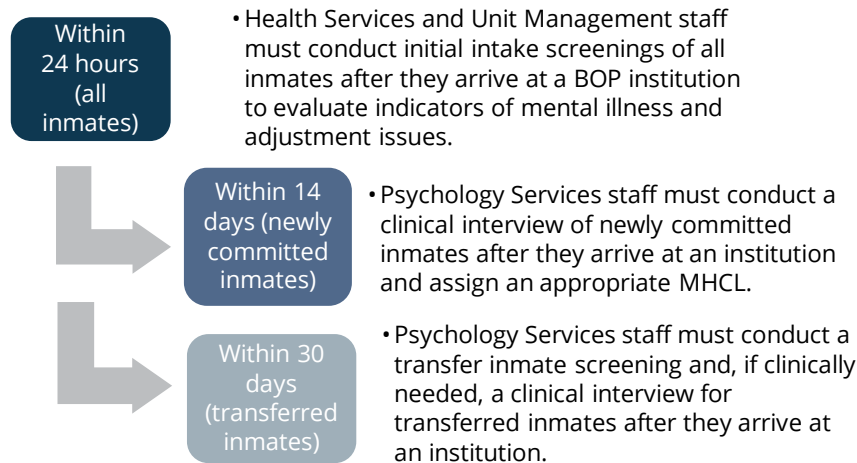 Within
24 hours
(all
inmates)
• Health Services and Unit Management staff
must conduct initial intake screenings of all
inmates after they arrive at a BOP institution
to evaluate indicators of mental illness and
adjustment issues.
Within 14
days (newly
committed
inmates)
• Psychology Services staff must conduct a
clinical interview of newly committed
inmates after they arrive at an institution
and assign an appropriate MHCL.
Within 30
days
(transferred
inmates)
• Psychology Services staff must conduct a
transfer inmate screening and, if clinically
needed, a clinical interview for
transferred inmates after they arrive at
an institution.